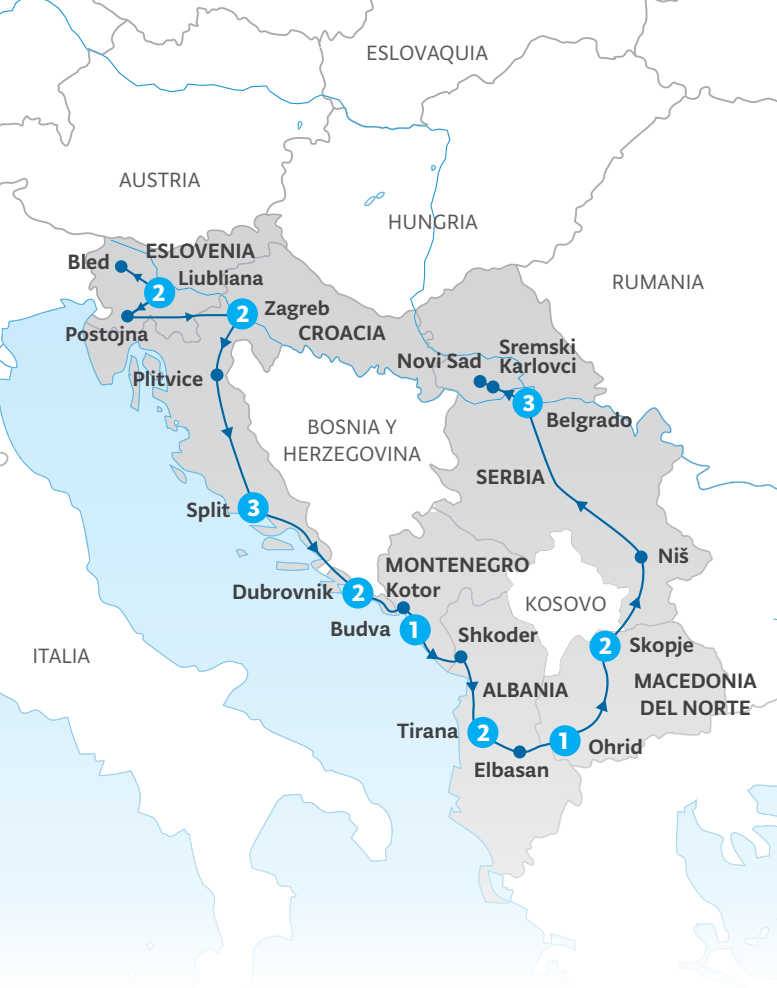 ESLOVAQUIA
AUSTRIA
HUNGRIA
RUMANIA
ESLOVENIA
Bled
Liubliana
2
Postojna
2
Zagreb
CROACIA
Plitvice
Novi Sad
Sremski
Karlovci
3
Belgrado
BOSNIA Y
HERZEGOVINA
SERBIA
Split
3
Niš
MONTENEGRO
Dubrovnik
2
Kotor
KOSOVO
Budva
1
Shkoder
2
Skopje
ITALIA
ALBANIA
MACEDONIA
DEL NORTE
Tirana
2
1
Ohrid
Elbasan